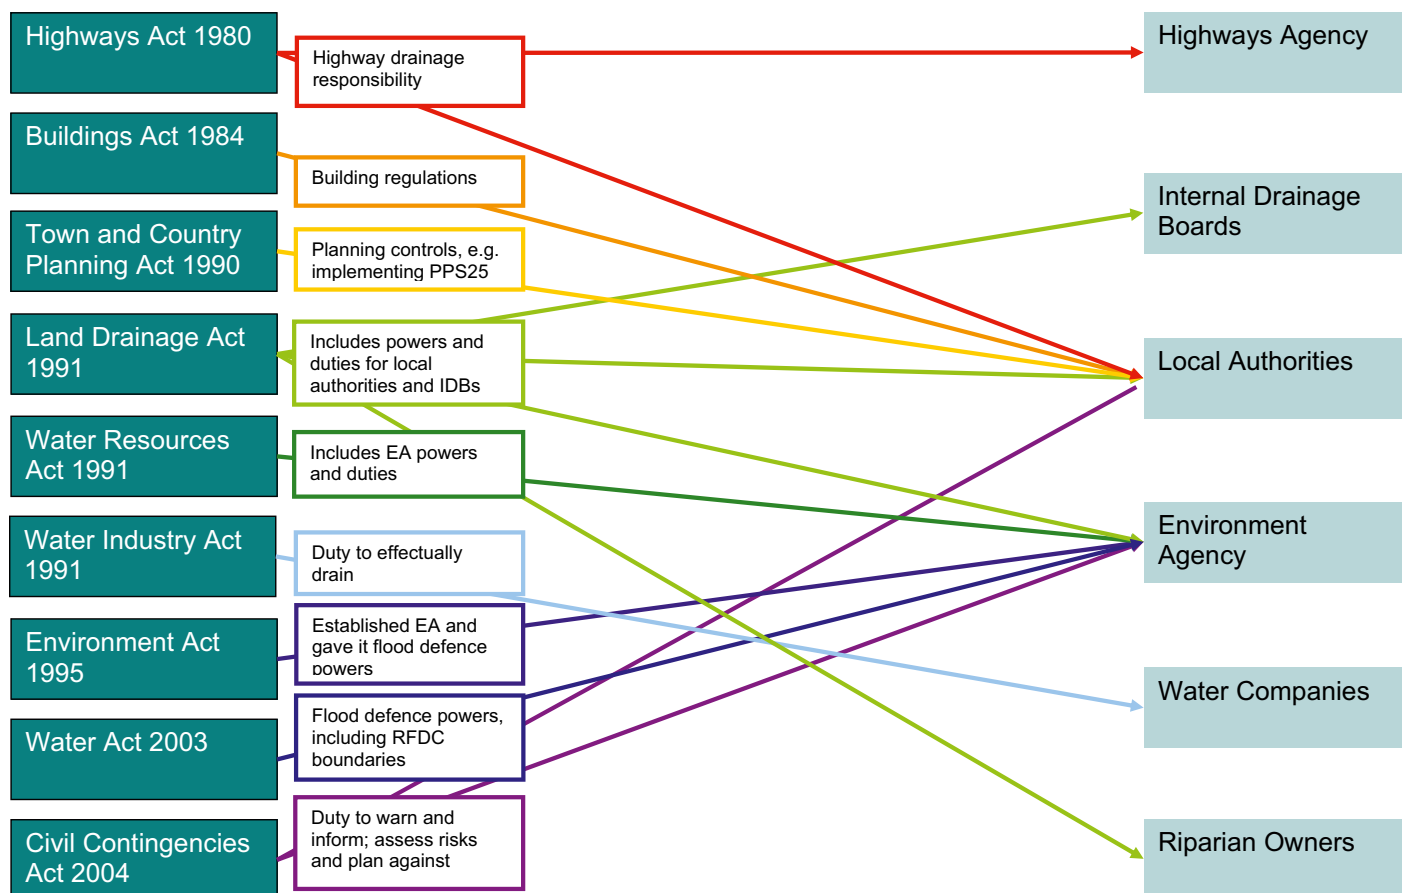 Highways Act 1980
Highway drainage
responsibility
Highways Agency
Buildings Act 1984
Building regulations
Internal Drainage
Boards
Town and Country
Planning Act 1990
Planning controls, e.g.
implementing PPS25
Land Drainage Act
1991
Includes powers and
duties for local
authorities and IDBs
Local Authorities
Water Resources
Act 1991
Includes EA powers
and duties
Water Industry Act
1991
Duty to effectually
drain
Environment
Agency
Environment Act
1995
Established EA and
gave it flood defence
powers
Water Companies
Water Act 2003
Flood defence powers,
including RFDC
boundaries
Civil Contingencies
Act 2004
Duty to warn and
inform; assess risks
and plan against
Riparian Owners